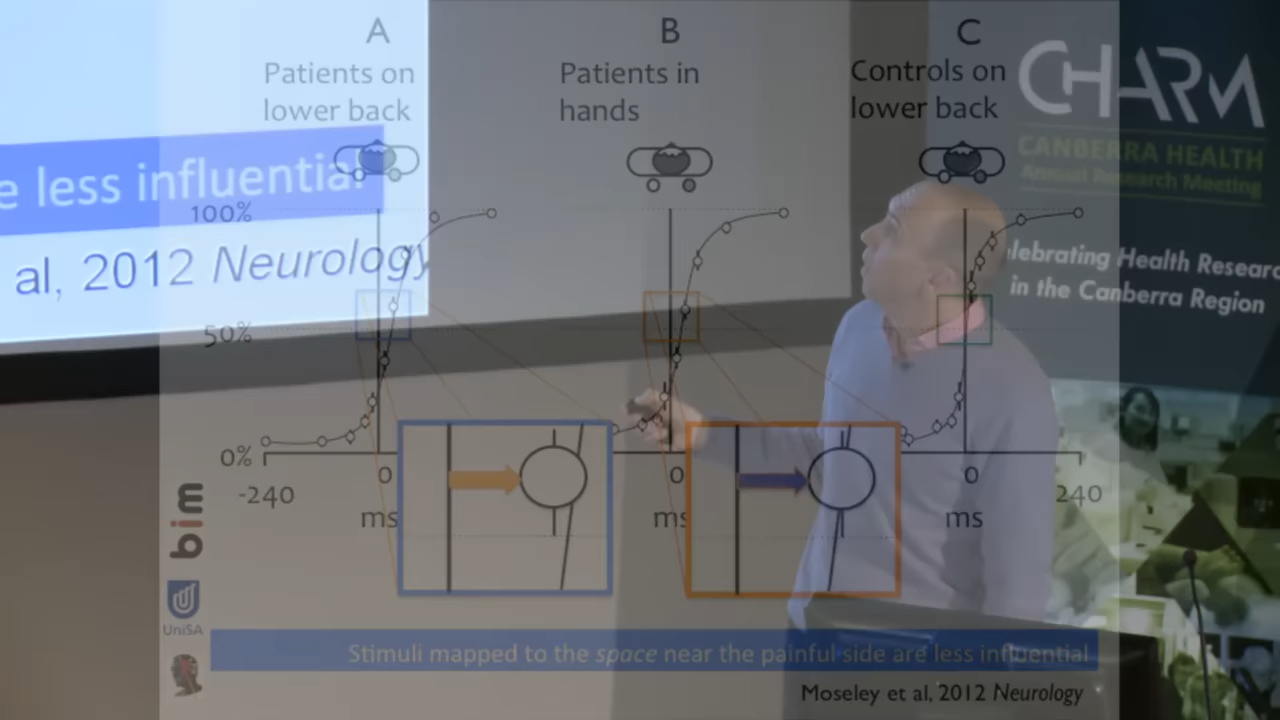 A
B
C
Patients on
lower back
Patients in
hands
Controls on
lower back
CHARM
CANBERRA HEALTH
Annual Research Meeting
e less influential
al, 2012 Neurology
lebrating Health Researc
in the Canberra Region
100%
50%
0%
-240
0
ms
0
ms
0
ms
240
bim
UniSA
Stimuli mapped to the space near the painful side are less influential
Moseley et al, 2012 Neurology